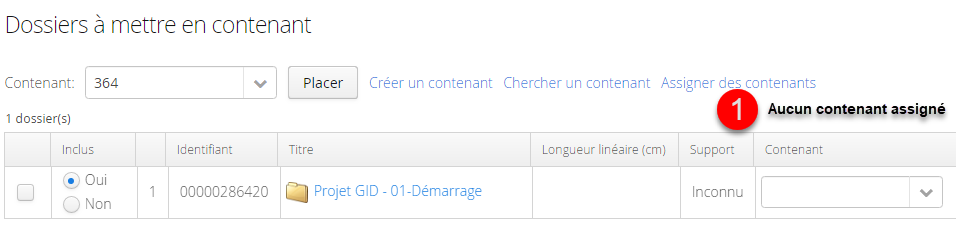 Dossiers à mettre en contenant
Contenant: 364 Placer Créer un contenant Chercher un contenant Assigner des contenants
1 Aucun contenant assigné
1 dossier(s)
Inclus Identifiant Titre Longueur linéaire (cm) Support Contenant
Oui
Non
1 00000286420 Projet GID - 01-Démarrage Inconnu